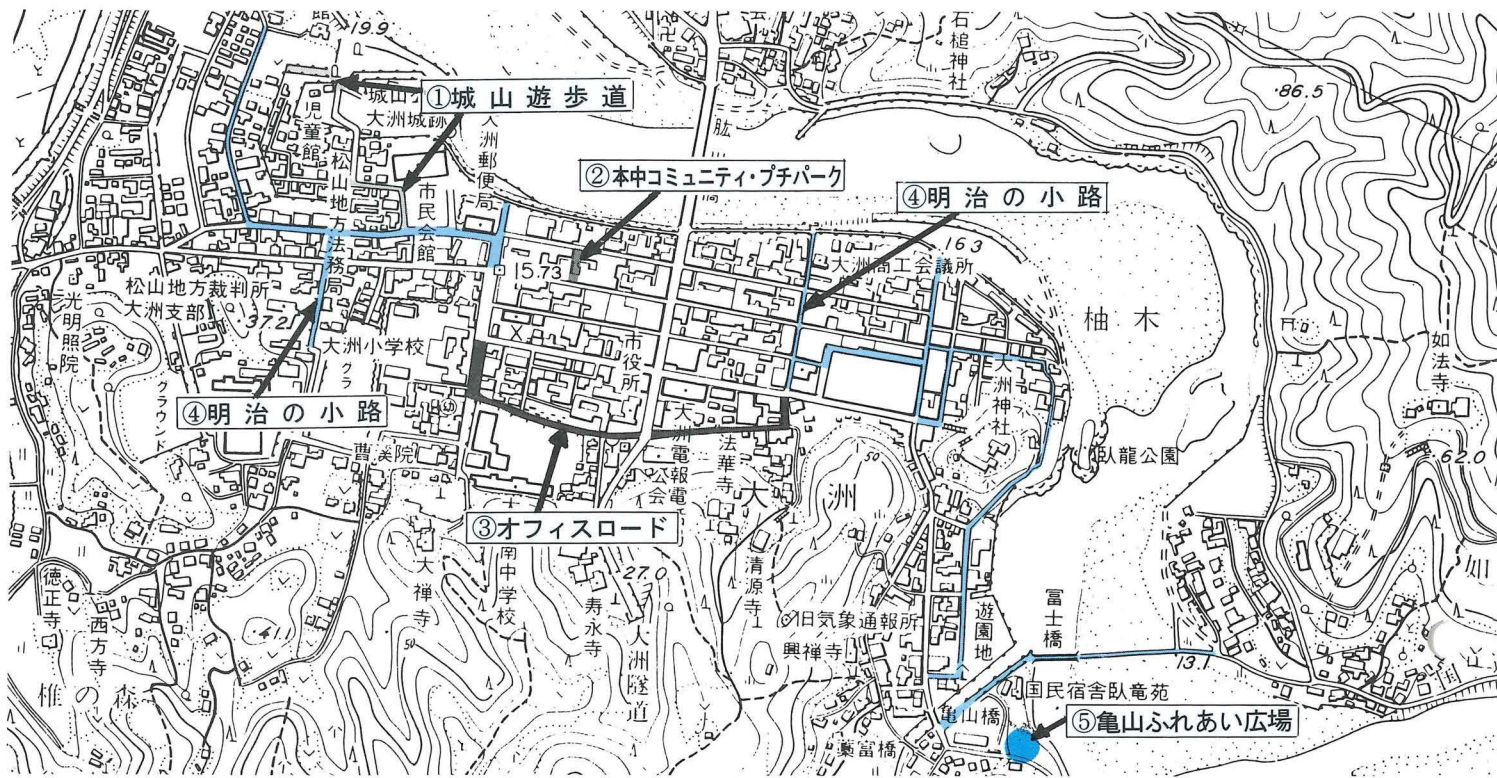 19.9
石槌神社
86.5
①城山遊歩道
大洲城跡
児童館
松山地方法務局
市民会館
大洲郵便局
②本中コミュニティ・プチパーク
④明治の小路
163
大洲商工会議所
15.73
柚木
松山地方裁判所
大洲支部
37.2
光明照院
大洲小学校
市役所
如法寺
グラウンド
④明治の小路
大洲神社
曹溪院
法華寺
臥龍公園
62.0
50
大洲
③オフィスロード
大禅寺
南中学校
27.0
清源寺
寿永寺
大洲隧道
旧気象通報所
興禅寺
遊園地
冨士橋
13.1
徳正寺
西方寺
41.1
50
椎の森
国民宿舎臥竜苑
亀山橋
⑤亀山ふれあい広場